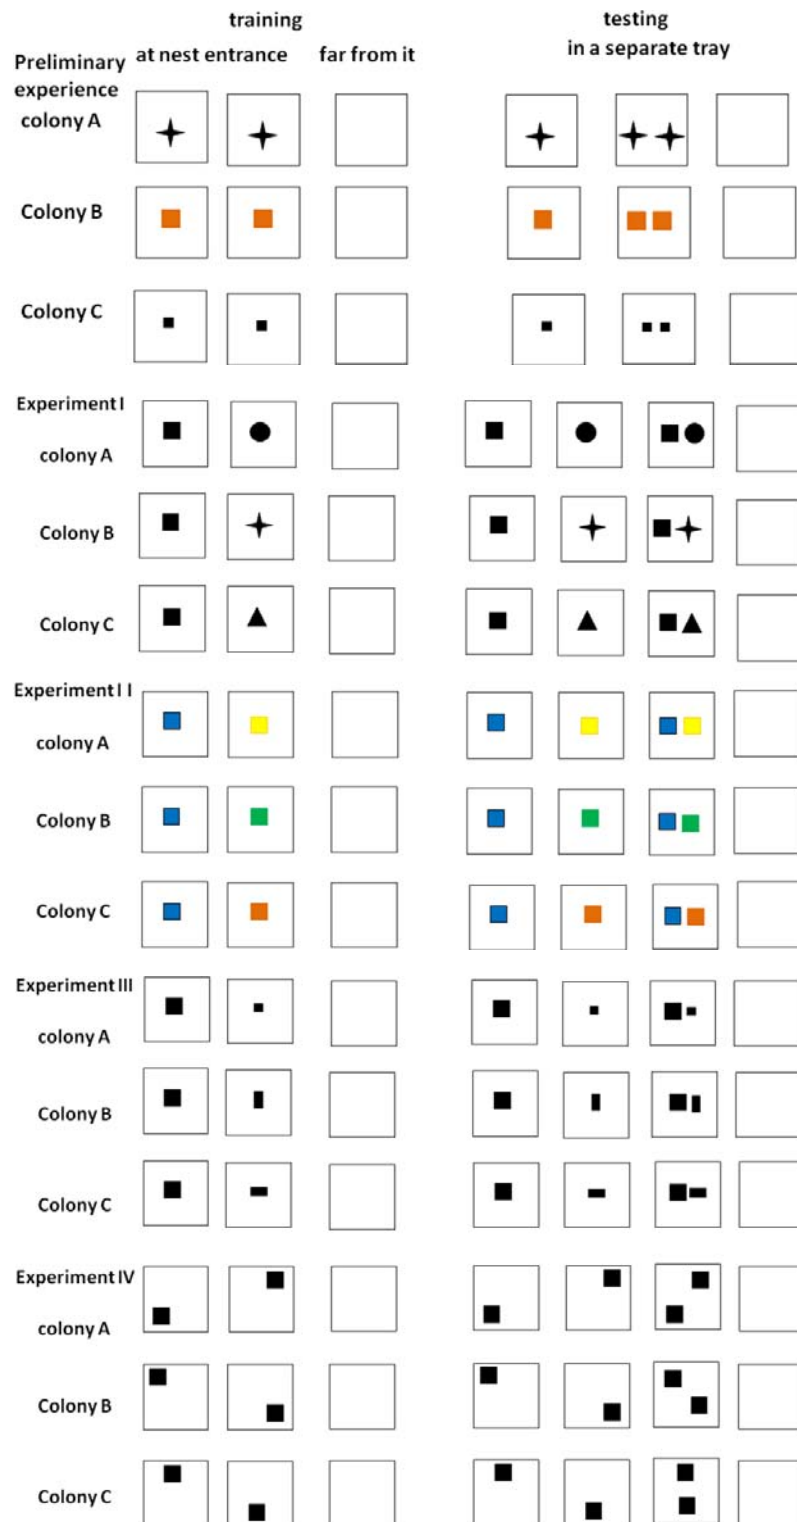 training
testing
at nest entrance far from it
in a separate tray
Preliminary
experience
colony A
Colony B
Colony C
Experiment I
colony A
Colony B
Colony C
Experiment I I
colony A
Colony B
Colony C
Experiment III
colony A
Colony B
Colony C
Experiment IV
colony A
Colony B
Colony C